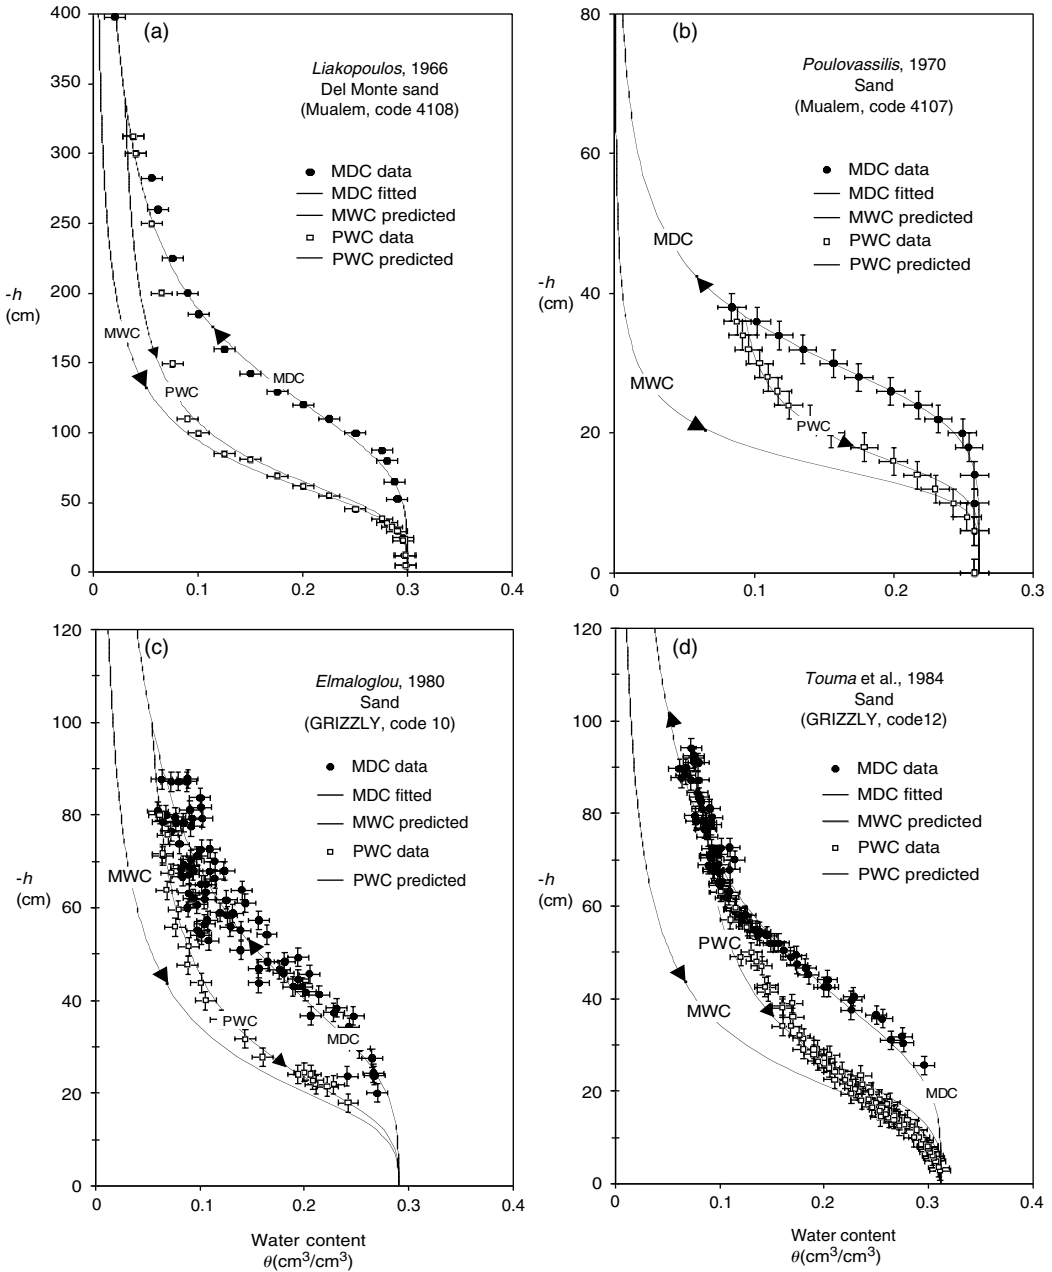 400
350
300
250
200
150
100
50
0
-h
(cm)
0
0.1
0.2
0.3
0.4
(a)
Liakopoulos, 1966
Del Monte sand
(Mualem, code 4108)
MDC data
MDC fitted
MWC predicted
PWC data
PWC predicted
MWC
PWC
MDC
80
60
40
20
0
-h
(cm)
0
0.1
0.2
0.3
(b)
Poulovassilis, 1970
Sand
(Mualem, code 4107)
MDC data
MDC fitted
MWC predicted
PWC data
PWC predicted
MDC
MWC
PWC
120
100
80
60
40
20
0
-h
(cm)
0
0.1
0.2
0.3
0.4
(c)
Elmaloglou, 1980
Sand
(GRIZZLY, code 10)
MDC data
MDC fitted
MWC predicted
PWC data
PWC predicted
MWC
PWC
MDC
Water content
θ(cm³/cm³)
120
100
80
60
40
20
0
-h
(cm)
0
0.1
0.2
0.3
0.4
(d)
Touma et al., 1984
Sand
(GRIZZLY, code12)
MDC data
MDC fitted
MWC predicted
PWC data
PWC predicted
PWC
MWC
MDC
Water content
θ(cm³/cm³)